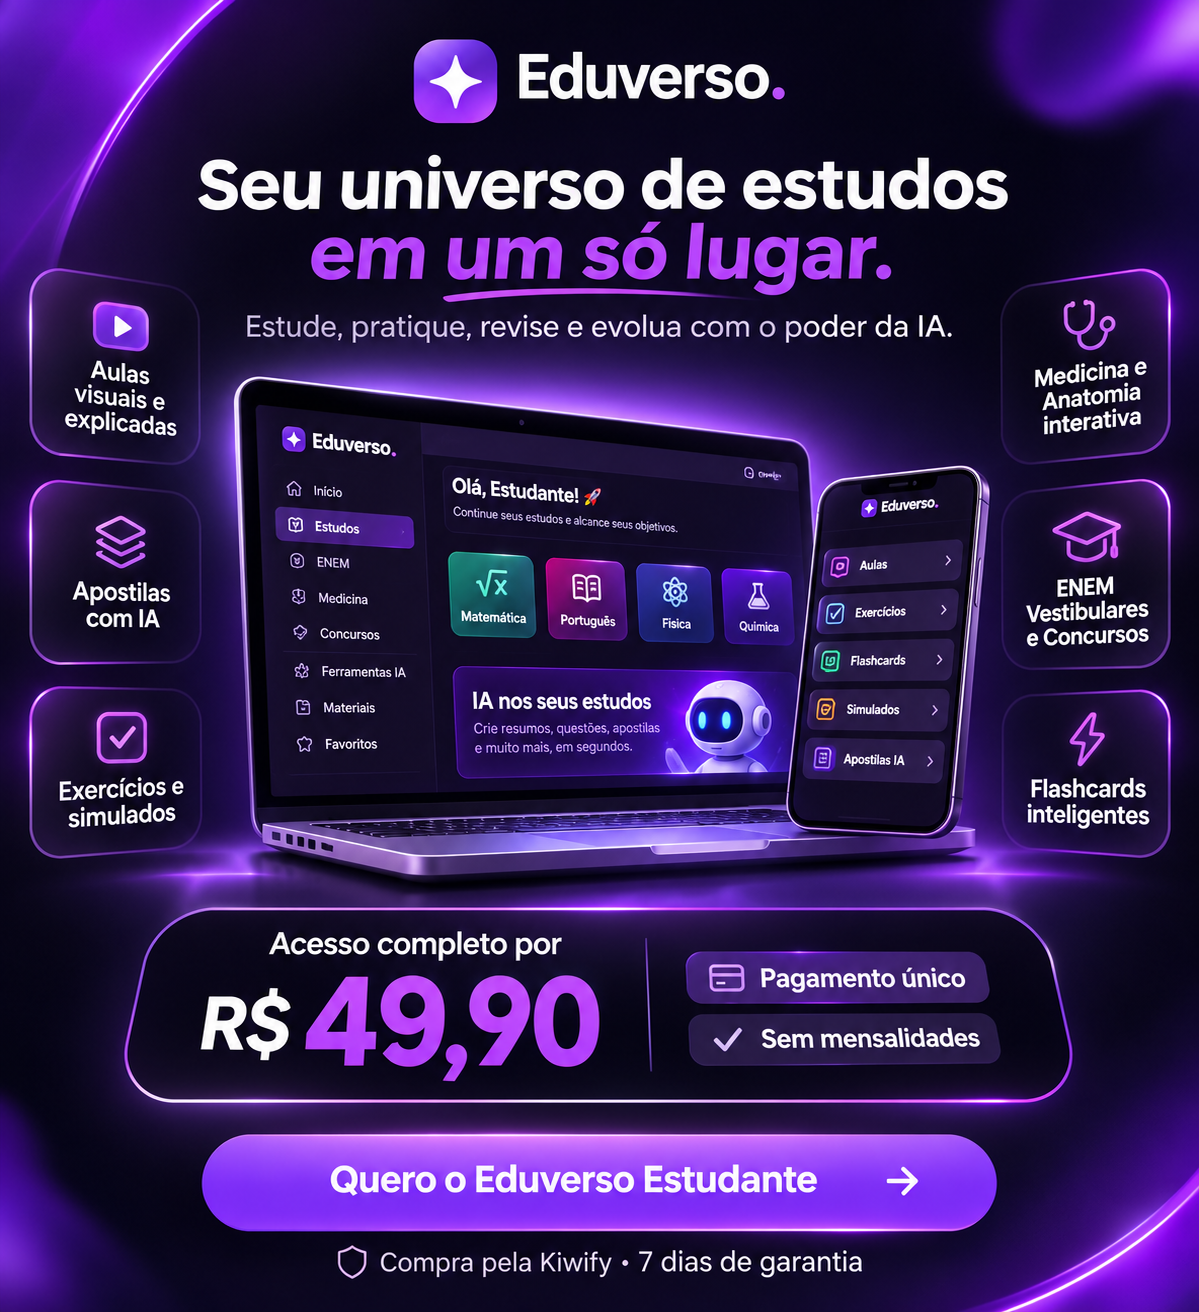 Eduverso.
Seu universo de estudos
em um só lugar.
Estude, pratique, revise e evolua com o poder da IA.
Aulas
visuais e
explicadas
Apostilas
com IA
Exercícios e
simulados
Medicina e
Anatomia
interativa
ENEM
Vestibulares
e Concursos
Flashcards
inteligentes
Eduverso.
Início
Estudos
ENEM
Medicina
Concursos
Ferramentas IA
Materiais
Favoritos
Olá, Estudante! 🚀
Continue seus estudos e alcance seus objetivos.
Matemática
Português
Fisica
Quimica
IA nos seus estudos
Crie resumos, questões, apostilas
e muito mais, em segundos.
Eduverso.
Aulas
Exercícios
Flashcards
Simulados
Apostilas IA
Acesso completo por
R$ 49,90
Pagamento único
Sem mensalidades
Quero o Eduverso Estudante
Compra pela Kiwify • 7 dias de garantia